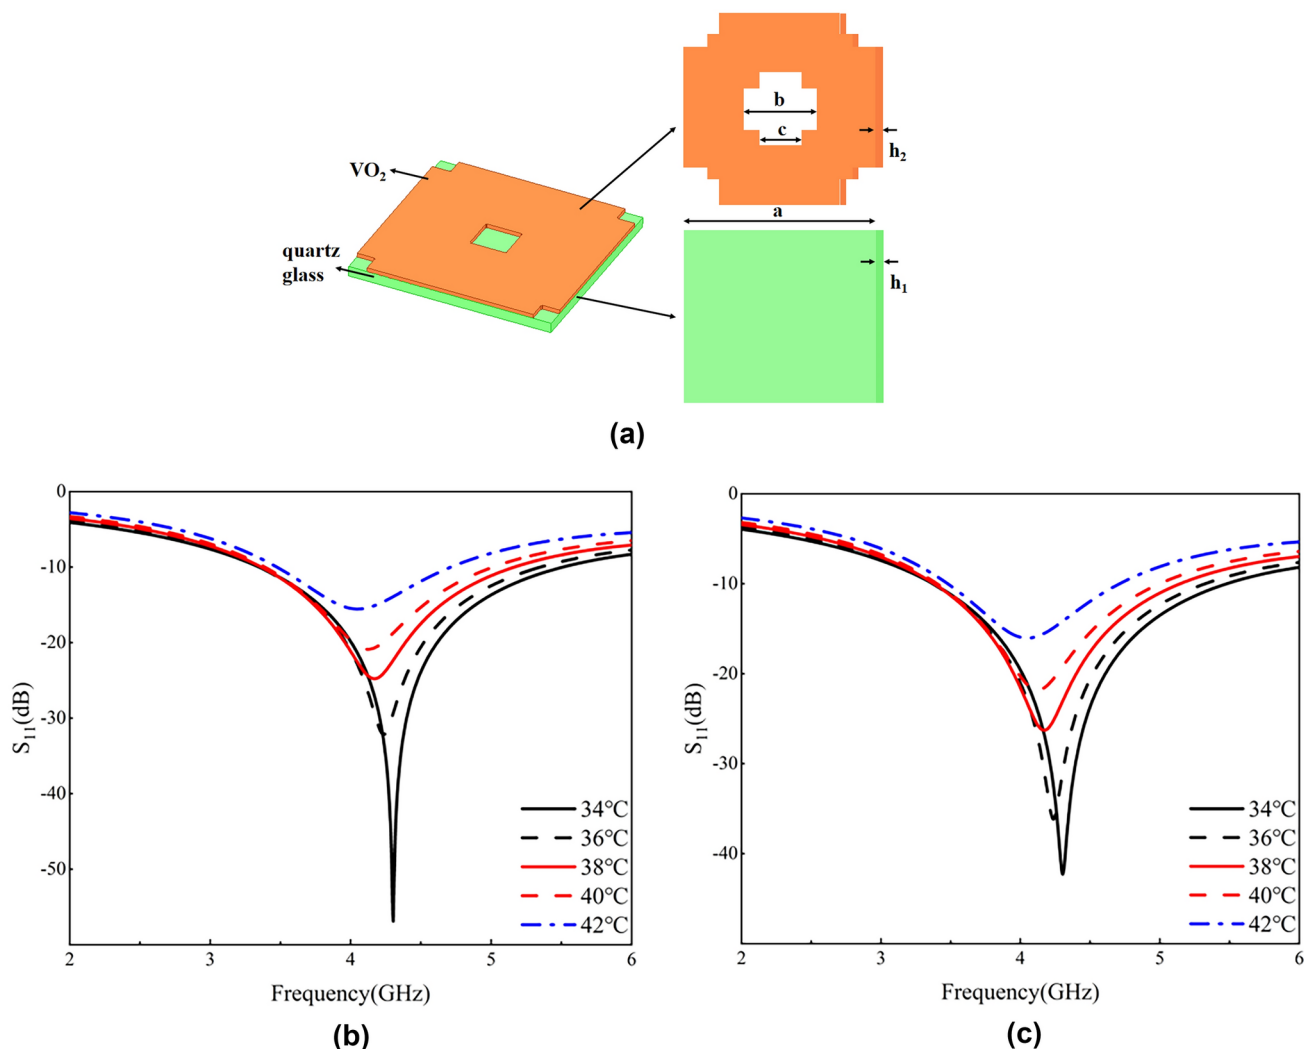 VO₂
quartz
glass
b
c
h₂
a
h₁
(a)
0
-10
-20
-30
-40
-50
S₁₁(dB)
34℃
36℃
38℃
40℃
42℃
2
3
4
5
6
Frequency(GHz)
(b)
0
-10
-20
-30
-40
S₁₁(dB)
34℃
36℃
38℃
40℃
42℃
2
3
4
5
6
Frequency(GHz)
(c)